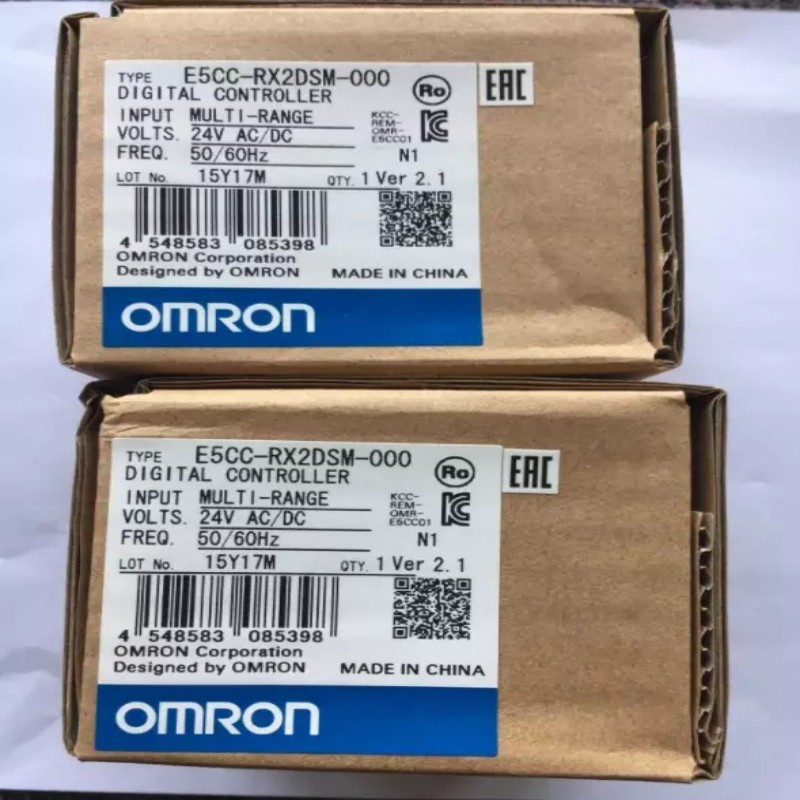 TYPE E5CC-RX2DSM-000
DIGITAL CONTROLLER
Ro
EAC
INPUT MULTI-RANGE
VOLTS. 24V AC/DC
FREQ. 50/60Hz
KCC-
REM-
OMR-
E5CC01
N1
LOT No. 15Y17M QTY. 1 Ver 2.1
4 548583 085398
OMRON Corporation
Designed by OMRON MADE IN CHINA
OMRON
TYPE E5CC-RX2DSM-000
DIGITAL CONTROLLER
Ro
EAC
INPUT MULTI-RANGE
VOLTS. 24V AC/DC
FREQ. 50/60Hz
KCC-
REM-
OMR-
E5CC01
N1
LOT No. 15Y17M QTY. 1 Ver 2.1
4 548583 085398
OMRON Corporation
Designed by OMRON MADE IN CHINA
OMRON